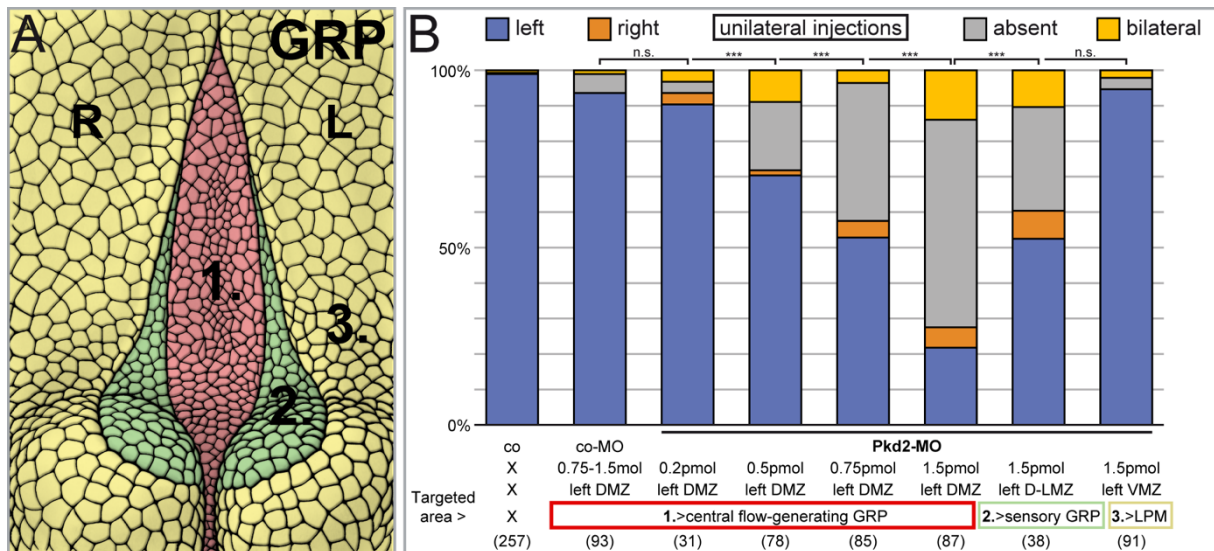 A
GRP
R
L
1.
2.
3.
B
left
right
unilateral injections
absent
bilateral
n.s.
***
***
***
***
n.s.
100%
100%
50%
50%
0%
0%
co
co-MO
Pkd2-MO
X
0.75-1.5mol
0.2pmol
0.5pmol
0.75pmol
1.5pmol
1.5pmol
1.5pmol
X
left DMZ
left DMZ
left DMZ
left DMZ
left DMZ
left D-LMZ
left VMZ
Targeted
area >
X
1.>central flow-generating GRP
2.>sensory GRP
3.>LPM
(257)
(93)
(31)
(78)
(85)
(87)
(38)
(91)